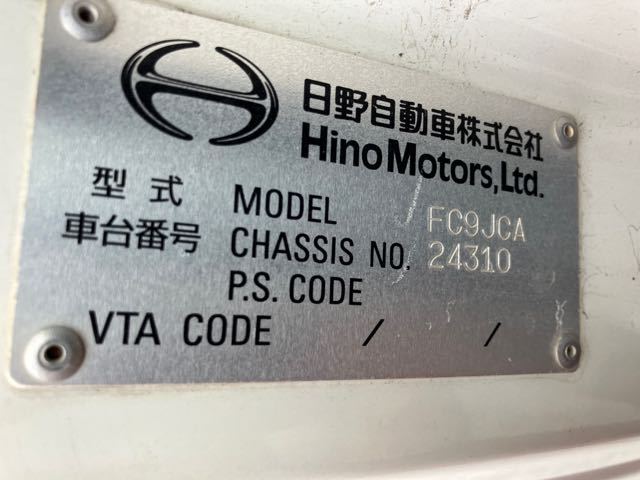 日野自動車株式会社
Hino Motors, Ltd.
型式 MODEL FC9JCA
車台番号 CHASSIS NO. 24310
P.S. CODE
VTA CODE / /